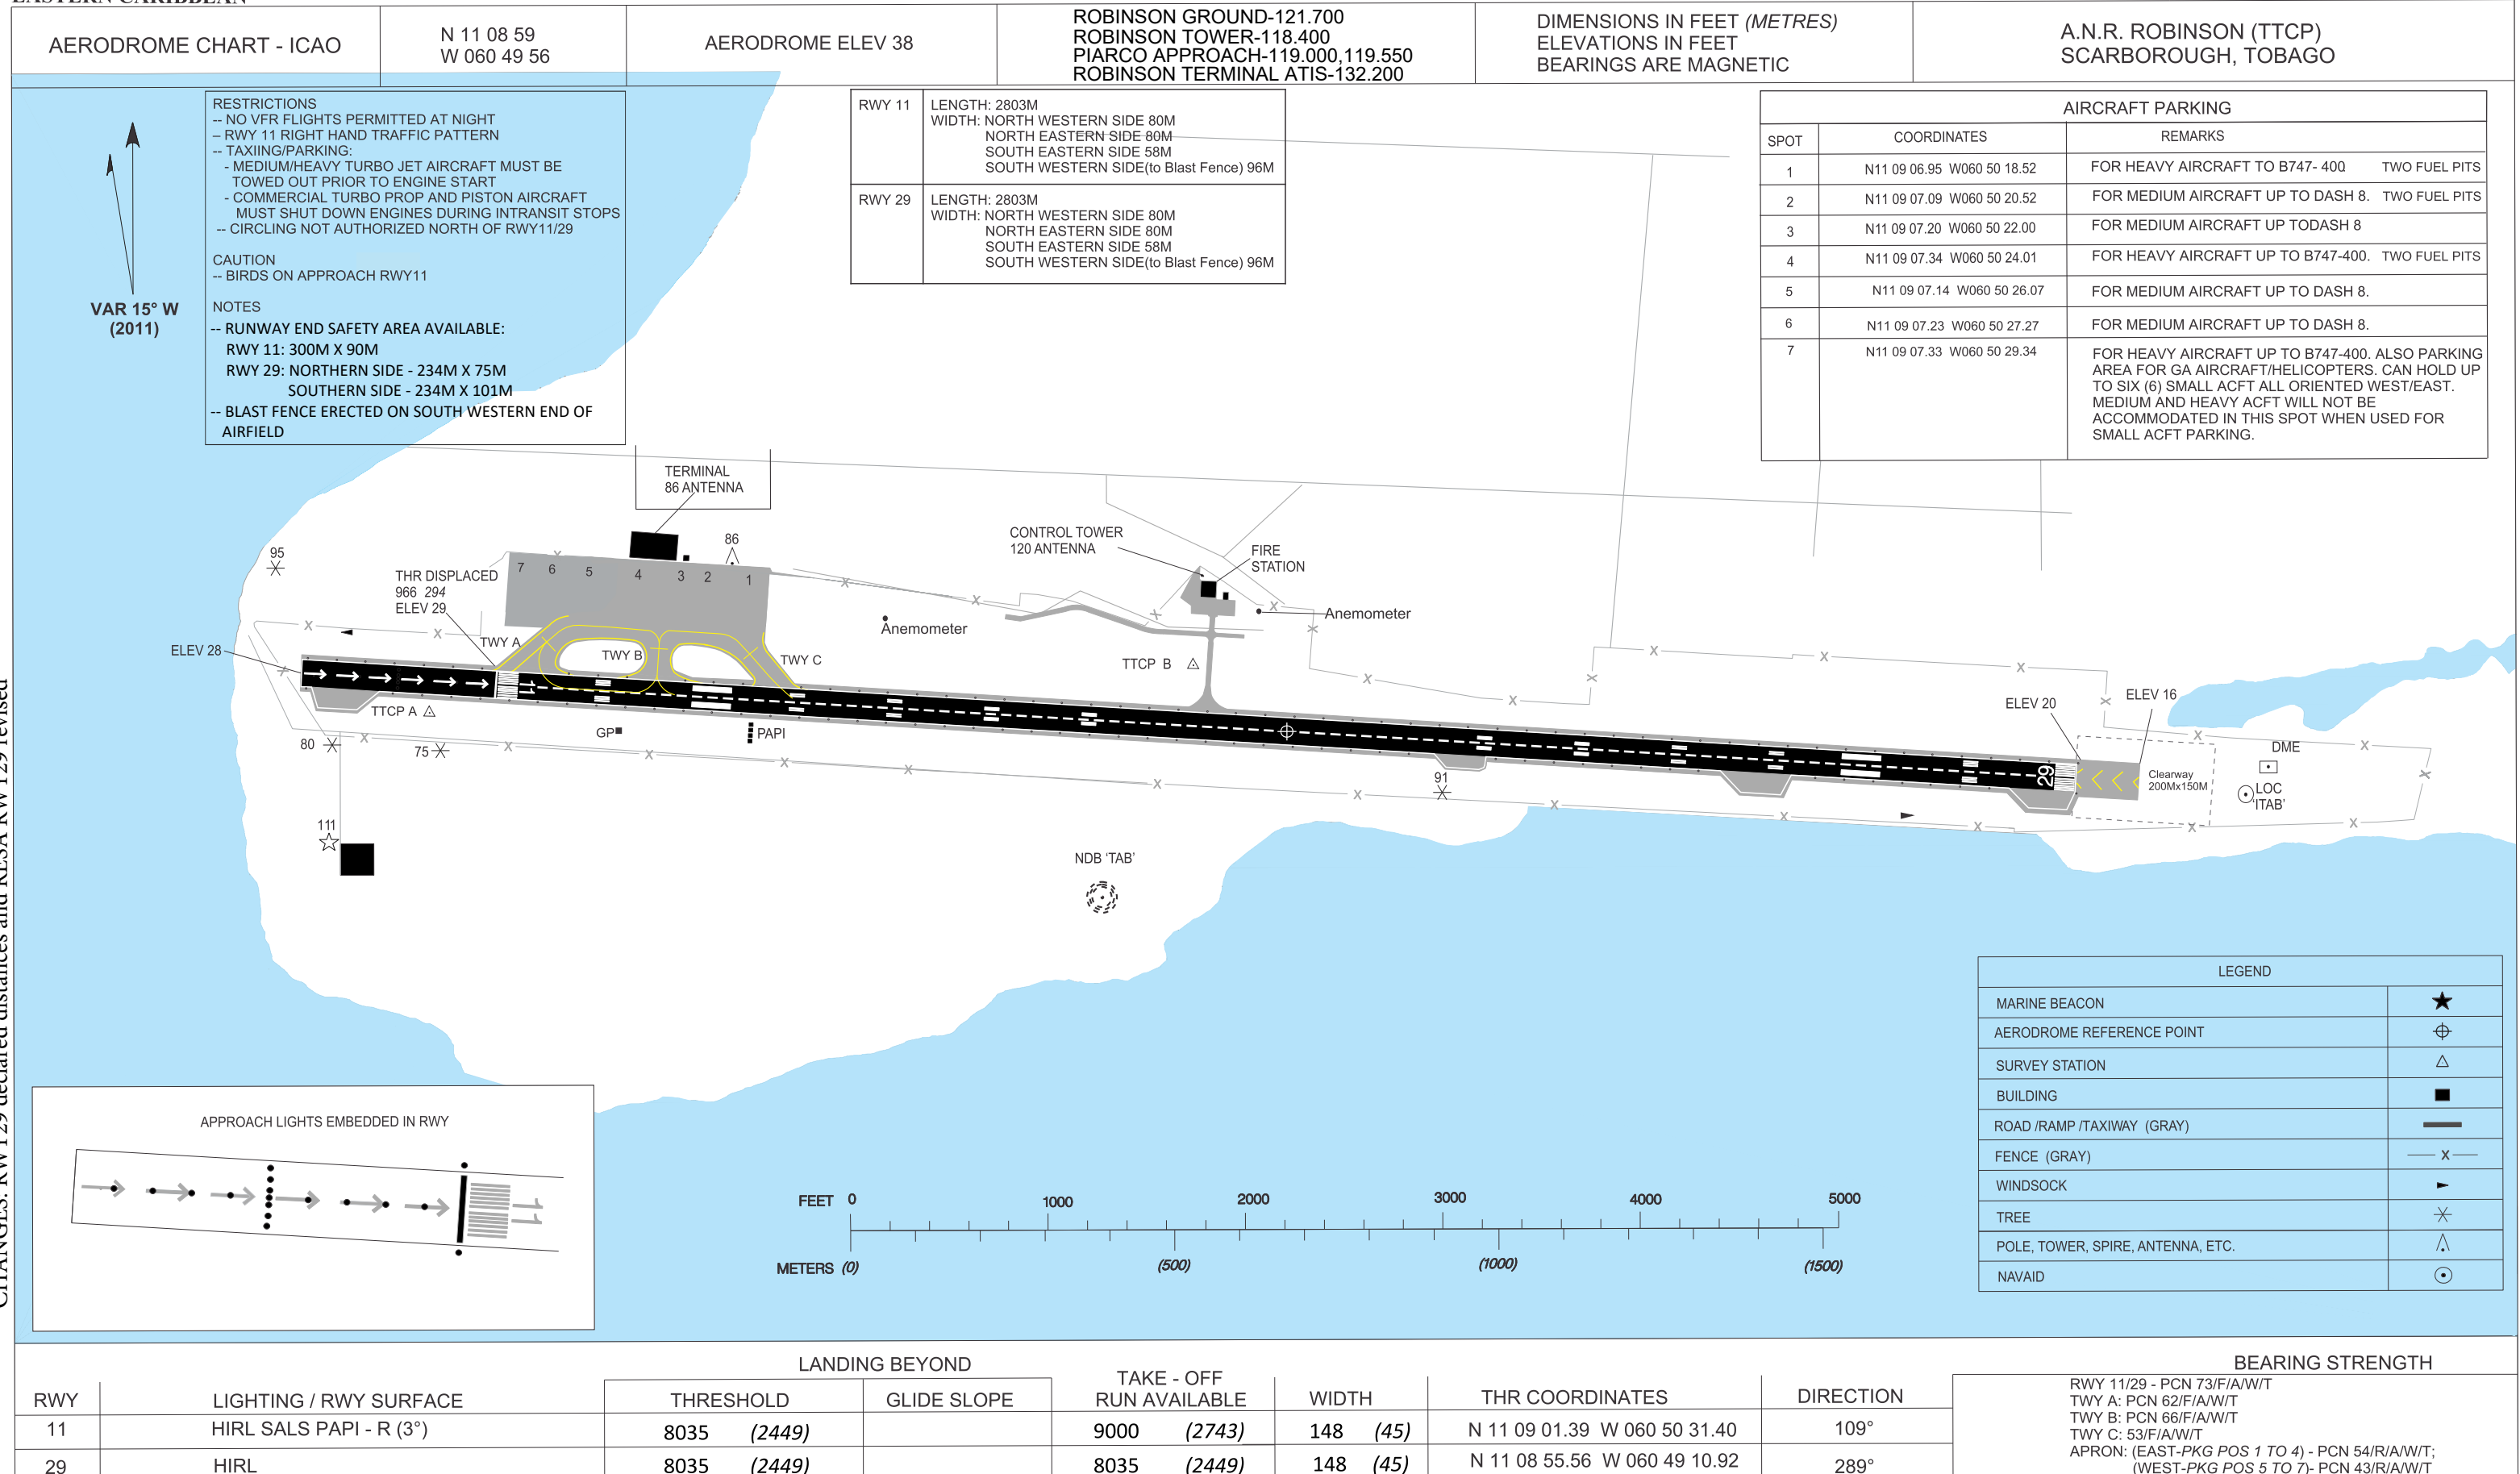 EASTERN CARIBBEAN
AERODROME CHART - ICAO
N 11 08 59
W 060 49 56
AERODROME ELEV 38
ROBINSON GROUND-121.700
ROBINSON TOWER-118.400
PIARCO APPROACH-119.000,119.550
ROBINSON TERMINAL ATIS-132.200
DIMENSIONS IN FEET (METRES)
ELEVATIONS IN FEET
BEARINGS ARE MAGNETIC
A.N.R. ROBINSON (TTCP)
SCARBOROUGH, TOBAGO
VAR 15° W
(2011)
RESTRICTIONS
-- NO VFR FLIGHTS PERMITTED AT NIGHT
– RWY 11 RIGHT HAND TRAFFIC PATTERN
-- TAXIING/PARKING:
- MEDIUM/HEAVY TURBO JET AIRCRAFT MUST BE
TOWED OUT PRIOR TO ENGINE START
- COMMERCIAL TURBO PROP AND PISTON AIRCRAFT
MUST SHUT DOWN ENGINES DURING INTRANSIT STOPS
-- CIRCLING NOT AUTHORIZED NORTH OF RWY11/29
CAUTION
-- BIRDS ON APPROACH RWY11
NOTES
-- RUNWAY END SAFETY AREA AVAILABLE:
RWY 11: 300M X 90M
RWY 29: NORTHERN SIDE - 234M X 75M
SOUTHERN SIDE - 234M X 101M
-- BLAST FENCE ERECTED ON SOUTH WESTERN END OF
AIRFIELD
RWY 11
LENGTH: 2803M
WIDTH: NORTH WESTERN SIDE 80M
NORTH EASTERN SIDE 80M
SOUTH EASTERN SIDE 58M
SOUTH WESTERN SIDE(to Blast Fence) 96M
RWY 29
LENGTH: 2803M
WIDTH: NORTH WESTERN SIDE 80M
NORTH EASTERN SIDE 80M
SOUTH EASTERN SIDE 58M
SOUTH WESTERN SIDE(to Blast Fence) 96M
AIRCRAFT PARKING
SPOT COORDINATES REMARKS
1 N11 09 06.95 W060 50 18.52 FOR HEAVY AIRCRAFT TO B747- 400. TWO FUEL PITS
2 N11 09 07.09 W060 50 20.52 FOR MEDIUM AIRCRAFT UP TO DASH 8. TWO FUEL PITS
3 N11 09 07.20 W060 50 22.00 FOR MEDIUM AIRCRAFT UP TODASH 8
4 N11 09 07.34 W060 50 24.01 FOR HEAVY AIRCRAFT UP TO B747-400. TWO FUEL PITS
5 N11 09 07.14 W060 50 26.07 FOR MEDIUM AIRCRAFT UP TO DASH 8.
6 N11 09 07.23 W060 50 27.27 FOR MEDIUM AIRCRAFT UP TO DASH 8.
7 N11 09 07.33 W060 50 29.34 FOR HEAVY AIRCRAFT UP TO B747-400. ALSO PARKING
AREA FOR GA AIRCRAFT/HELICOPTERS. CAN HOLD UP
TO SIX (6) SMALL ACFT ALL ORIENTED WEST/EAST.
MEDIUM AND HEAVY ACFT WILL NOT BE
ACCOMMODATED IN THIS SPOT WHEN USED FOR
SMALL ACFT PARKING.
TERMINAL
86 ANTENNA
86
95
THR DISPLACED
966 294
ELEV 29
7 6 5 4 3 2 1
CONTROL TOWER
120 ANTENNA
FIRE
STATION
Anemometer
Anemometer
TWY A
TWY B
TWY C
ELEV 28
TTCP B
TTCP A
11
GP
PAPI
80
75
91
111
ELEV 20
ELEV 16
29
Clearway
200Mx150M
DME
LOC
'ITAB'
NDB 'TAB'
LEGEND
MARINE BEACON
AERODROME REFERENCE POINT
SURVEY STATION
BUILDING
ROAD /RAMP /TAXIWAY (GRAY)
FENCE (GRAY)
WINDSOCK
TREE
POLE, TOWER, SPIRE, ANTENNA, ETC.
NAVAID
APPROACH LIGHTS EMBEDDED IN RWY
11
FEET 0 1000 2000 3000 4000 5000
METERS (0) (500) (1000) (1500)
CHANGES: RWY29 declared distances and RESA RWY29 revised
LANDING BEYOND
RWY LIGHTING / RWY SURFACE THRESHOLD GLIDE SLOPE TAKE - OFF RUN AVAILABLE WIDTH THR COORDINATES DIRECTION
11 HIRL SALS PAPI - R (3°) 8035 (2449) 9000 (2743) 148 (45) N 11 09 01.39 W 060 50 31.40 109°
29 HIRL 8035 (2449) 8035 (2449) 148 (45) N 11 08 55.56 W 060 49 10.92 289°
BEARING STRENGTH
RWY 11/29 - PCN 73/F/A/W/T
TWY A: PCN 62/F/A/W/T
TWY B: PCN 66/F/A/W/T
TWY C: 53/F/A/W/T
APRON: (EAST-PKG POS 1 TO 4) - PCN 54/R/A/W/T;
(WEST-PKG POS 5 TO 7)- PCN 43/R/A/W/T